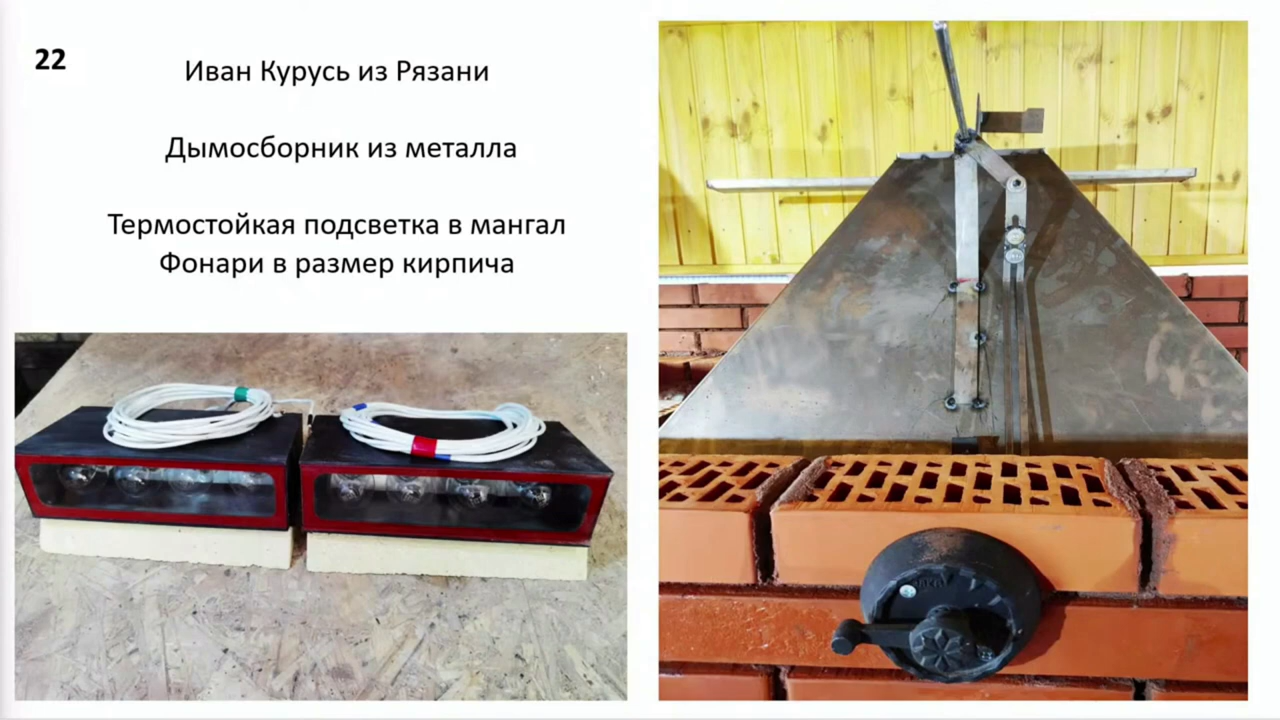 22
Иван Курусь из Рязани
Дымосборник из металла
Термостойкая подсветка в мангал
Фонари в размер кирпича